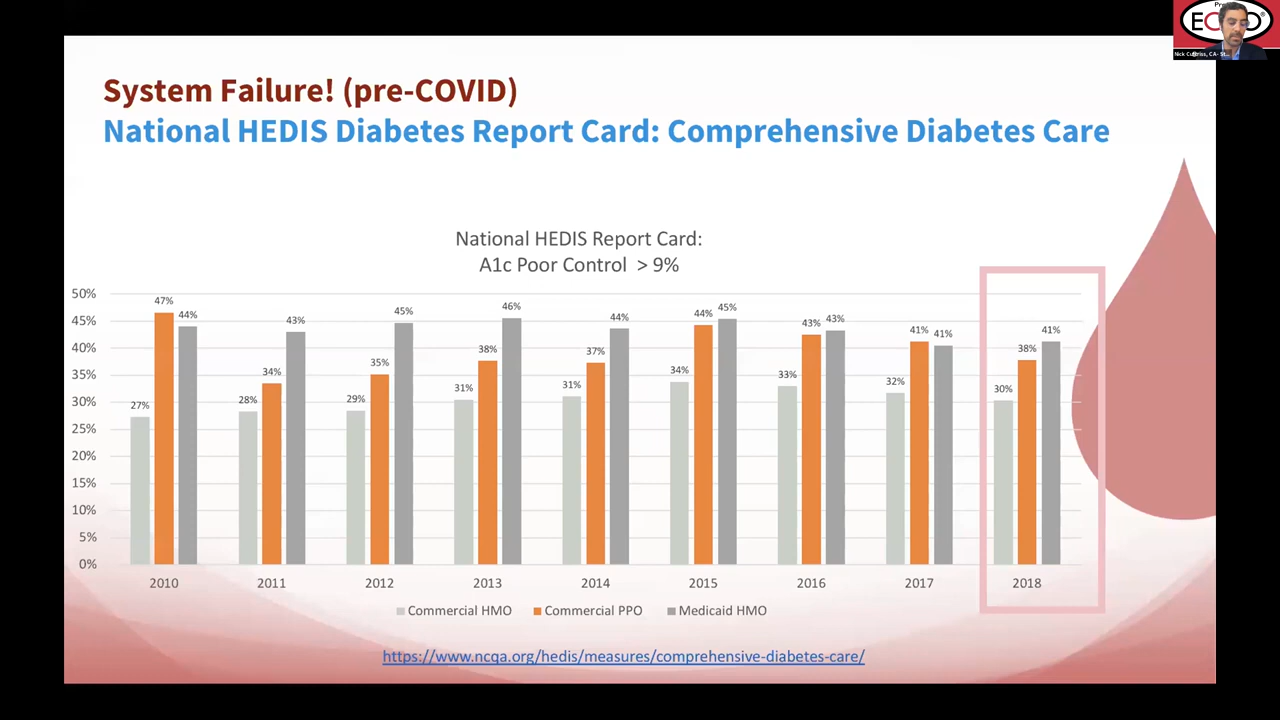 System Failure! (pre-COVID)
National HEDIS Diabetes Report Card: Comprehensive Diabetes Care
National HEDIS Report Card:
A1c Poor Control > 9%
50%
45%
40%
35%
30%
25%
20%
15%
10%
5%
0%
27% 47% 44%
28% 34% 43%
29% 35% 45%
31% 38% 46%
31% 37% 44%
34% 44% 45%
33% 43% 43%
32% 41% 41%
30% 38% 41%
2010 2011 2012 2013 2014 2015 2016 2017 2018
Commercial HMO Commercial PPO Medicaid HMO
https://www.ncqa.org/hedis/measures/comprehensive-diabetes-care/